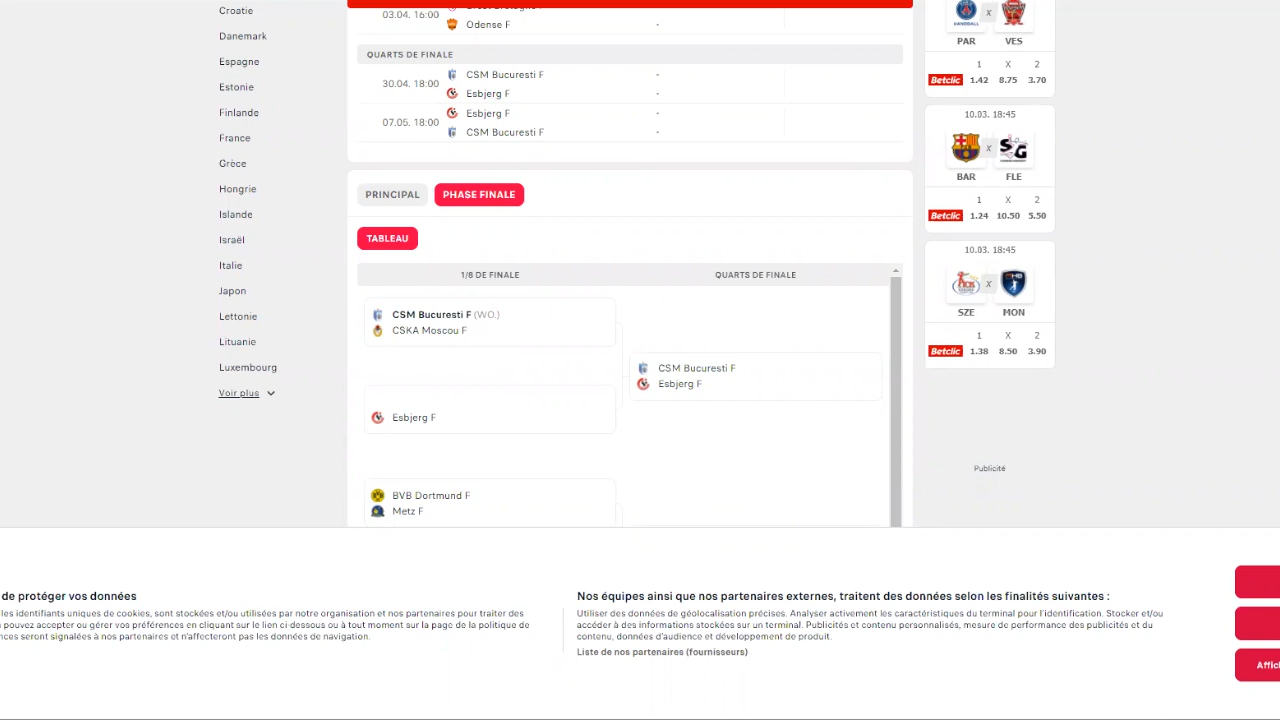 Croatie
Danemark
Espagne
Estonie
Finlande
France
Grèce
Hongrie
Islande
Israël
Italie
Japon
Lettonie
Lituanie
Luxembourg
Voir plus
03.04. 16:00
Odense F
-
QUARTS DE FINALE
30.04. 18:00
CSM Bucuresti F
-
Esbjerg F
-
07.05. 18:00
Esbjerg F
-
CSM Bucuresti F
-
PRINCIPAL
PHASE FINALE
TABLEAU
1/8 DE FINALE
QUARTS DE FINALE
CSM Bucuresti F (WO.)
CSKA Moscou F
CSM Bucuresti F
Esbjerg F
Esbjerg F
BVB Dortmund F
Metz F
X
PAR VES
1 X 2
Betclic 1.42 8.75 3.70
10.03. 18:45
X
BAR FLE
1 X 2
Betclic 1.24 10.50 5.50
10.03. 18:45
X
SZE MON
1 X 2
Betclic 1.38 8.50 3.90
Publicité
de protéger vos données
les identifiants uniques de cookies, sont stockées et/ou utilisées par notre organisation et nos partenaires pour traiter des
pouvez accepter ou gérer vos préférences en cliquant sur le lien ci-dessous ou à tout moment sur la page de la politique de
nces seront signalées à nos partenaires et n'affecteront pas les données de navigation.
Nos équipes ainsi que nos partenaires externes, traitent des données selon les finalités suivantes :
Utiliser des données de géolocalisation précises. Analyser activement les caractéristiques du terminal pour l'identification. Stocker et/ou
accéder à des informations stockées sur un terminal. Publicités et contenu personnalisés, mesure de performance des publicités et du
contenu, données d'audience et développement de produit.
Liste de nos partenaires (fournisseurs)
Affic